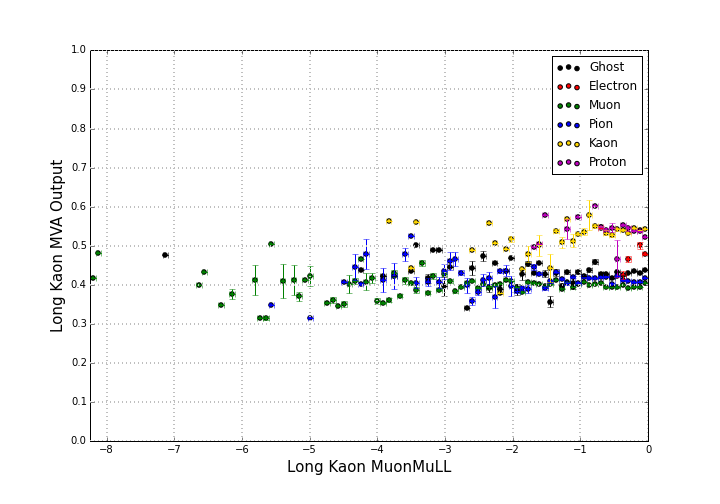 1.0
0.9
0.8
0.7
0.6
0.5
0.4
0.3
0.2
0.1
0.0
Long Kaon MVA Output
Ghost
Electron
Muon
Pion
Kaon
Proton
−8 −7 −6 −5 −4 −3 −2 −1 0
Long Kaon MuonMuLL